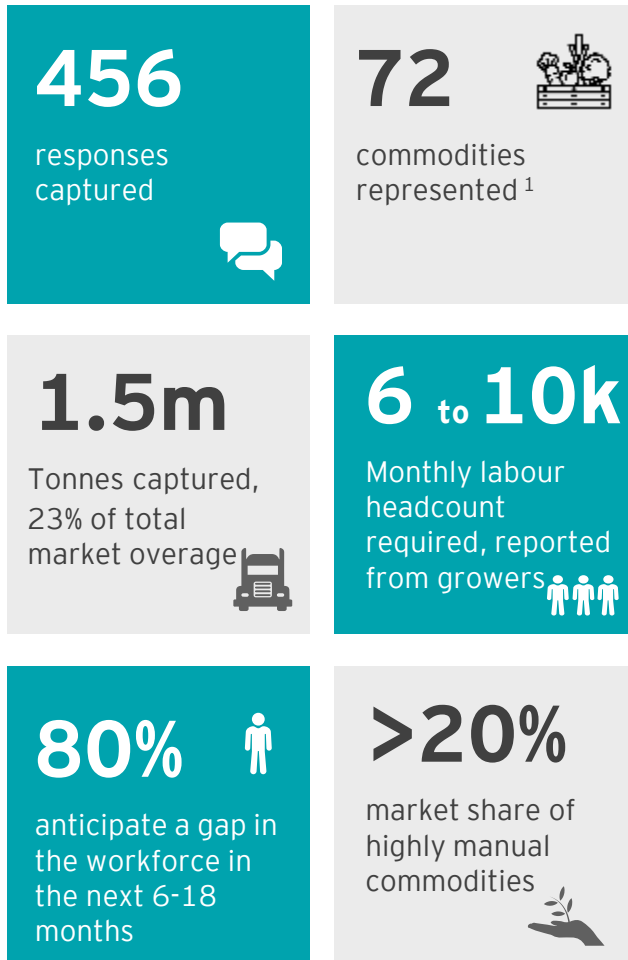 456
responses
captured
72
commodities
represented 1
1.5m
Tonnes captured,
23% of total
market overage
6 to 10k
Monthly labour
headcount
required, reported
from growers
80%
anticipate a gap in
the workforce in
the next 6-18
months
>20%
market share of
highly manual
commodities